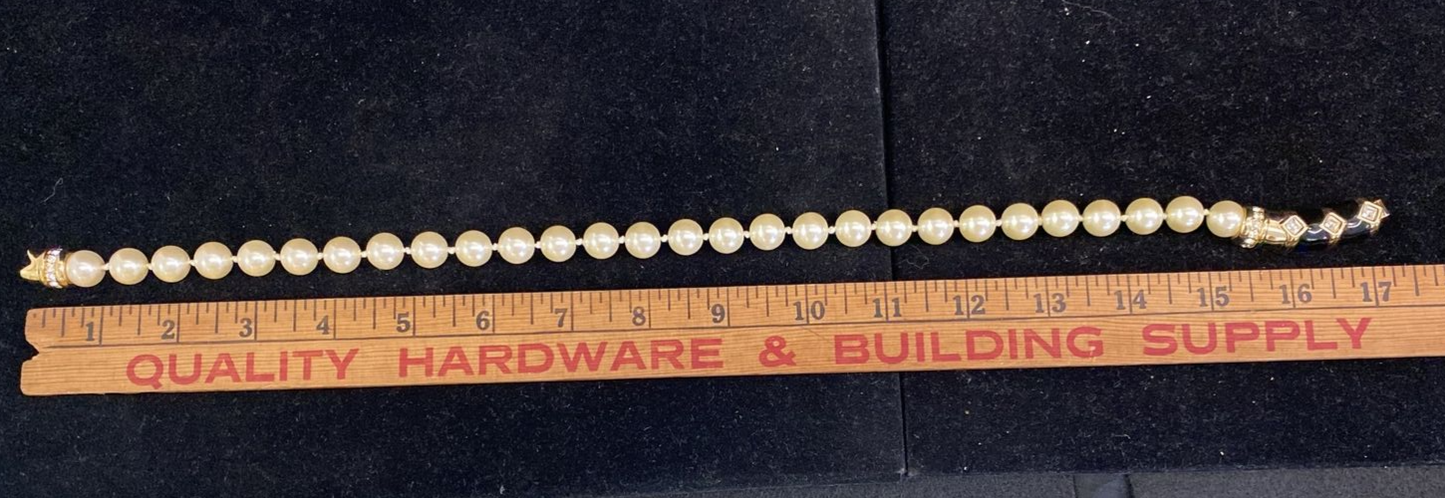 1 2 3 4 5 6 7 8 9 10 11 12 13 14 15 16 17
QUALITY HARDWARE & BUILDING SUPPLY